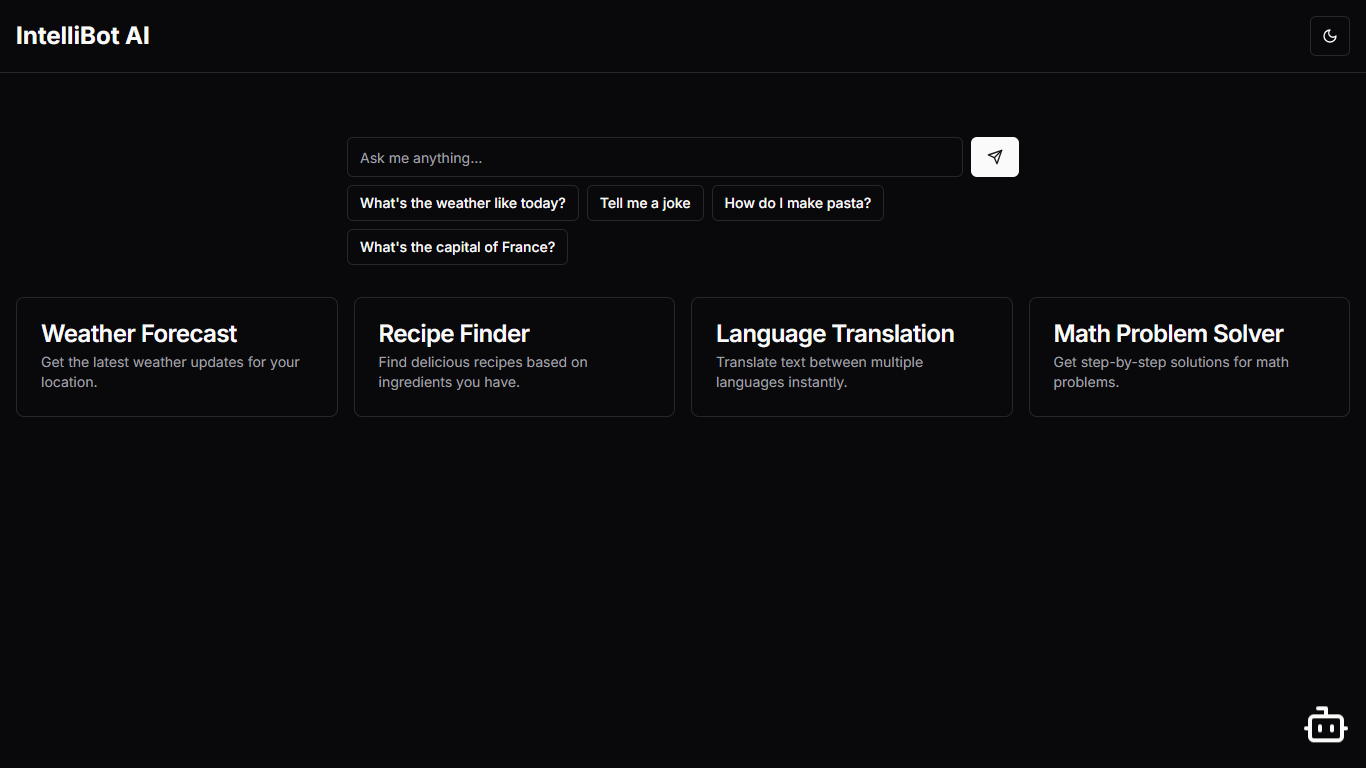 IntelliBot AI
Ask me anything...
What's the weather like today?
Tell me a joke
How do I make pasta?
What's the capital of France?
Weather Forecast
Get the latest weather updates for your
location.
Recipe Finder
Find delicious recipes based on
ingredients you have.
Language Translation
Translate text between multiple
languages instantly.
Math Problem Solver
Get step-by-step solutions for math
problems.